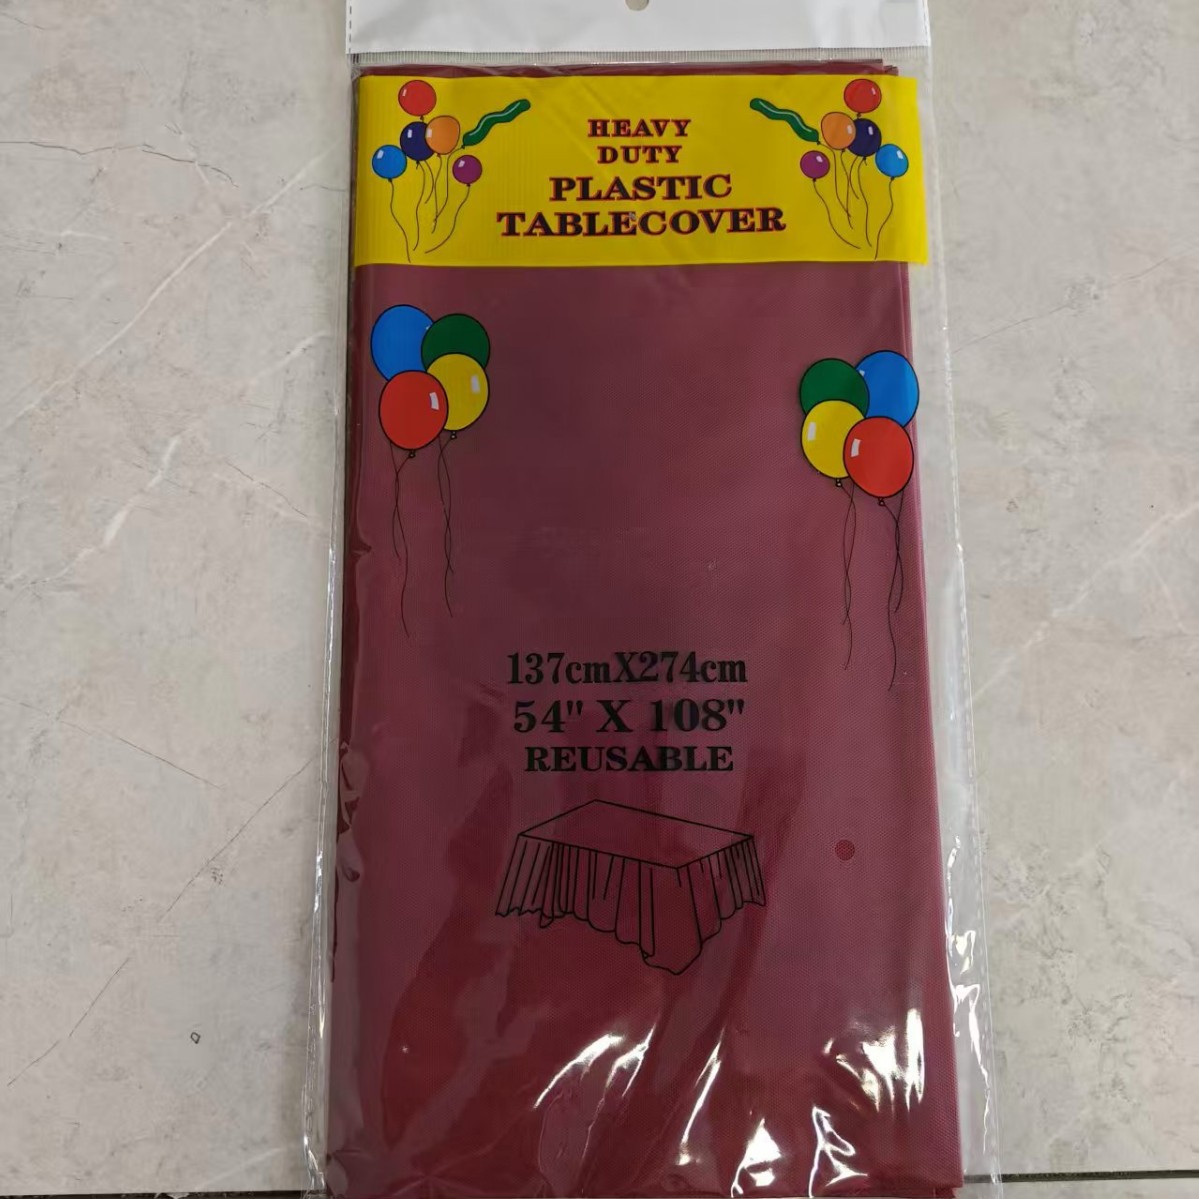 HEAVY
DUTY
PLASTIC
TABLECOVER
137cmX274cm
54" X 108"
REUSABLE